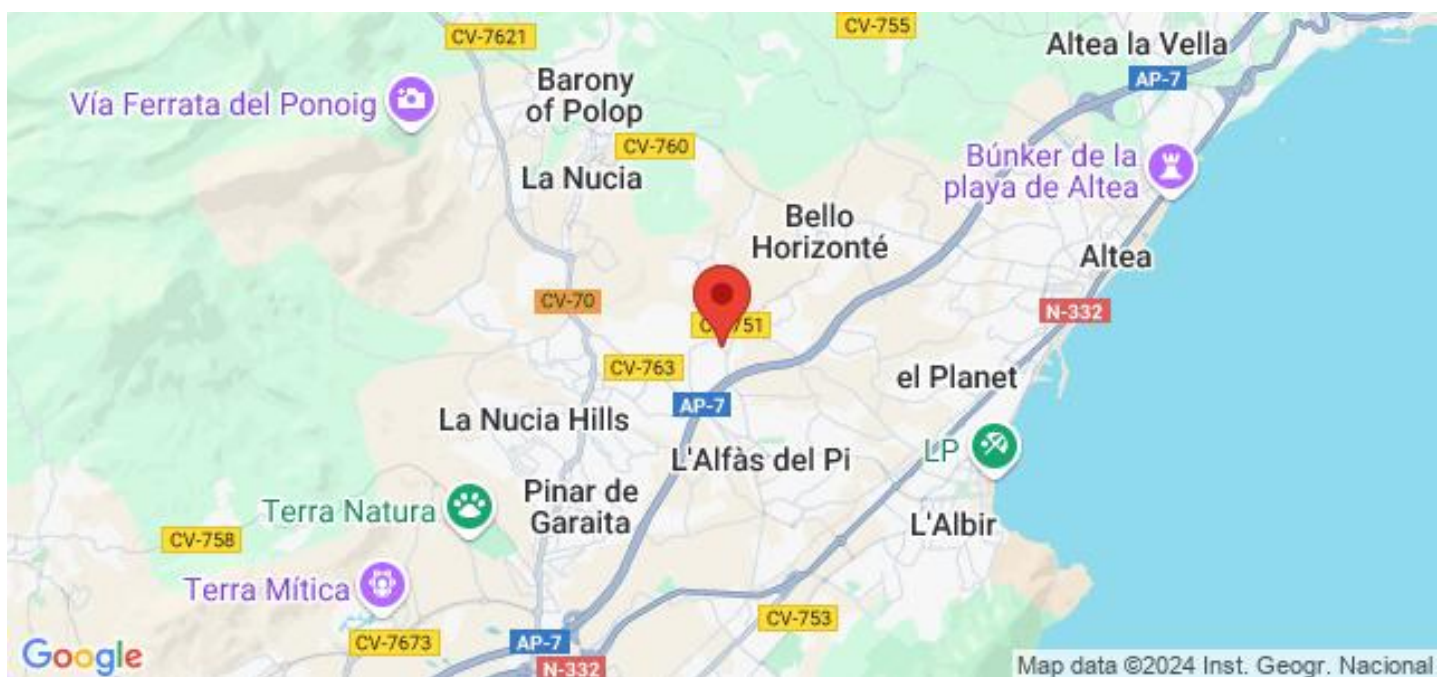 CV-7621
CV-755
Altea la Vella
AP-7
Barony
of Polop
Vía Ferrata del Ponoig
CV-760
Búnker de la
playa de Altea
La Nucia
Bello
Horizonté
Altea
CV-70
N-332
CV-763
el Planet
AP-7
La Nucia Hills
L'Alfàs del Pi
LP
Pinar de
Garaita
Terra Natura
L'Albir
CV-758
Terra Mítica
CV-753
CV-7673
AP-7
N-332
Google
Map data ©2024 Inst. Geogr. Nacional